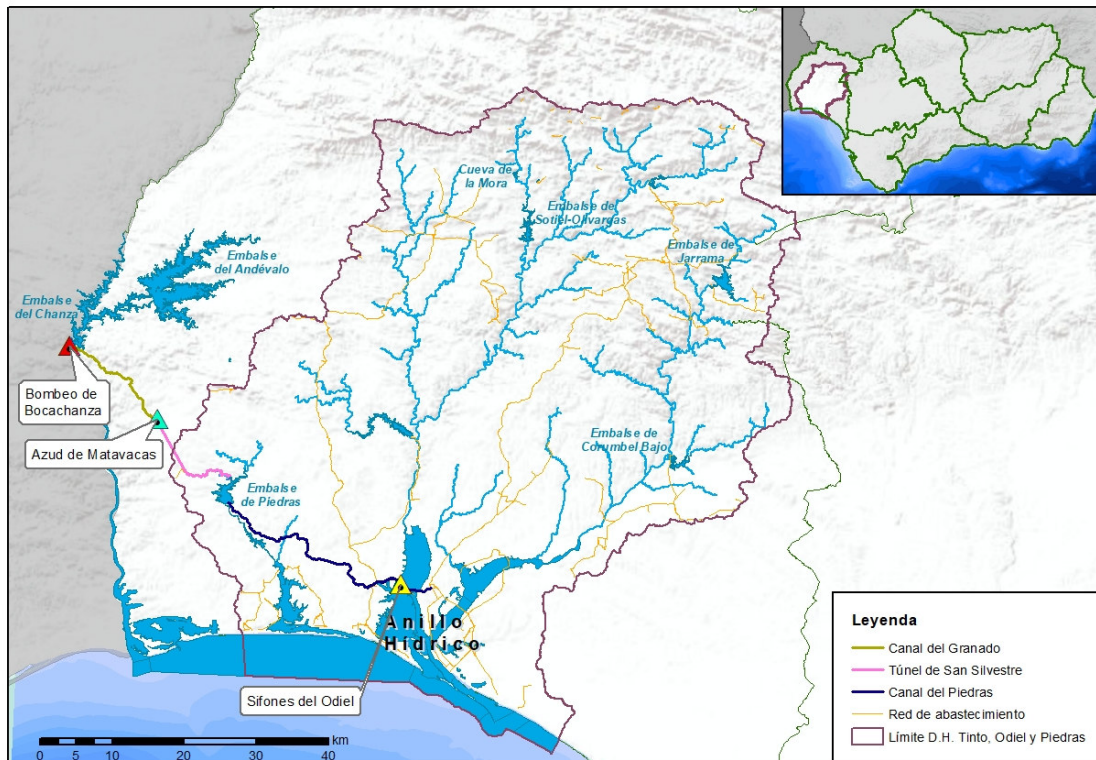 Cueva de
la Mora
Embalse de
Sotiel-Olivargas
Embalse
del Andévalo
Embalse de
Jarrama
Embalse
del Chanza
Bombeo de
Bocachanza
Azud de Matavacas
Embalse de
Corumbel Bajo
Embalse
de Piedras
Anillo
Hídrico
Sifones del Odiel
km
0 5 10 20 30 40
Leyenda
Canal del Granado
Túnel de San Silvestre
Canal del Piedras
Red de abastecimiento
Límite D.H. Tinto, Odiel y Piedras